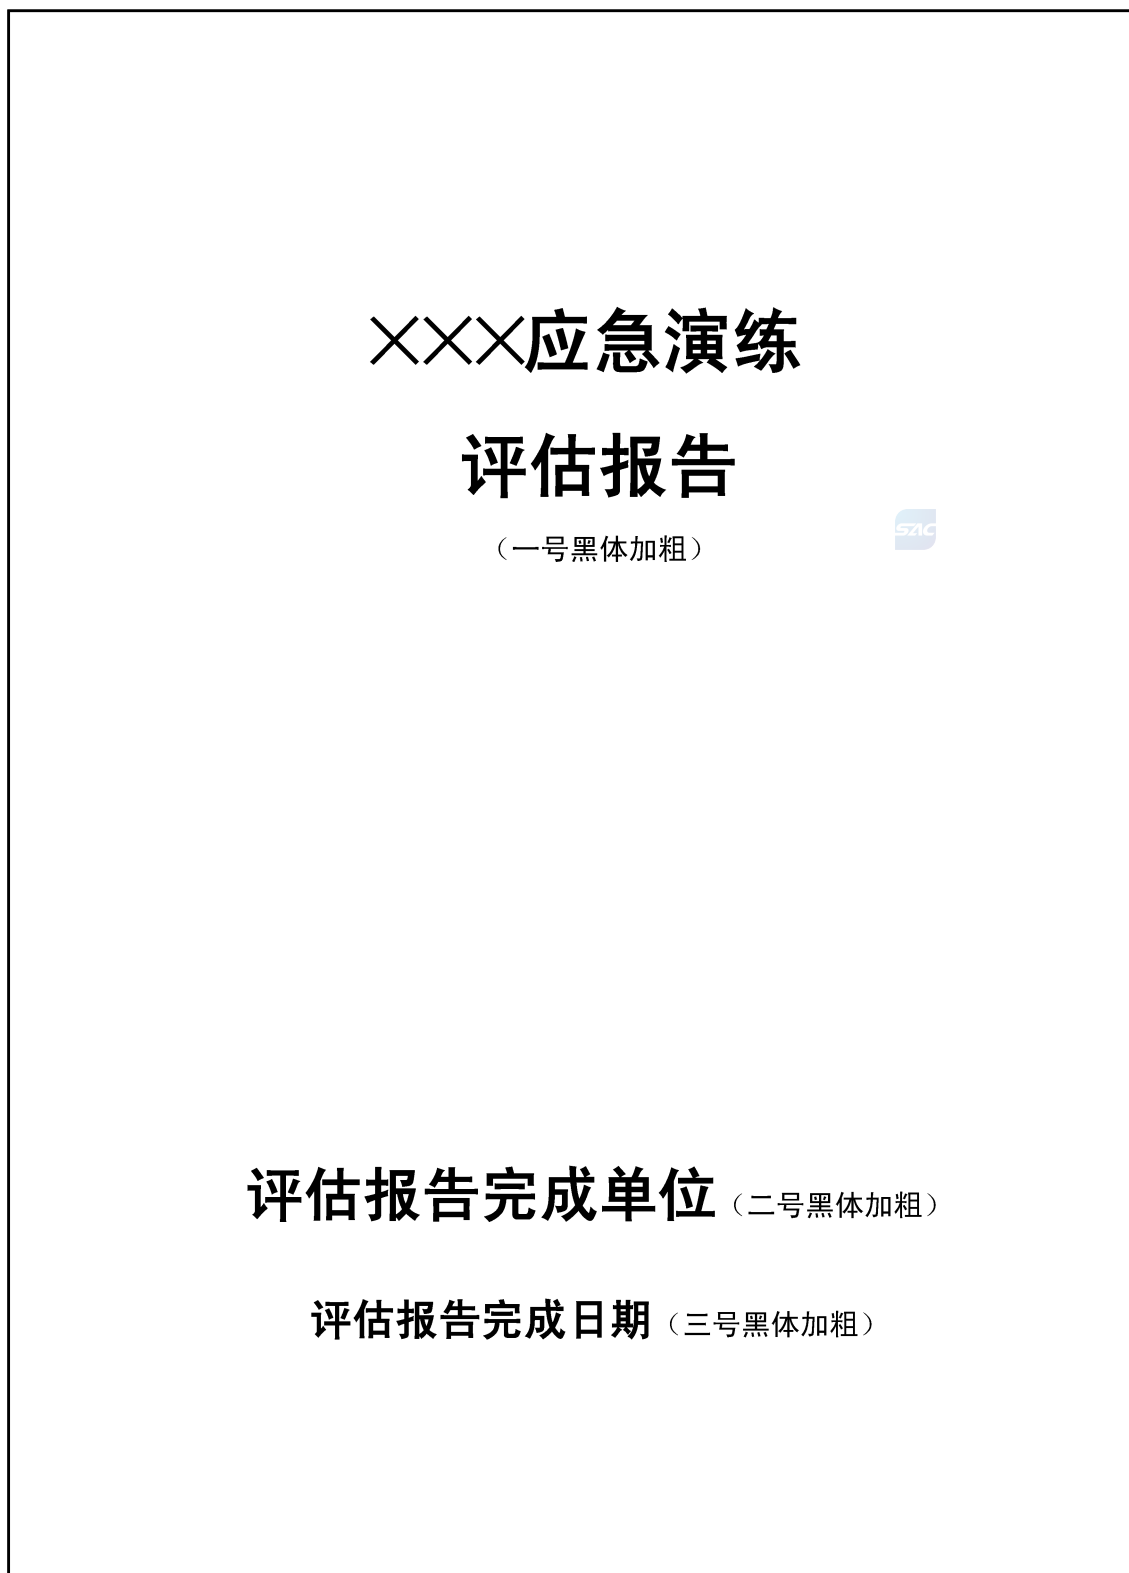 ×××应急演练
评估报告
（一号黑体加粗）
SAC
评估报告完成单位（二号黑体加粗）
评估报告完成日期（三号黑体加粗）